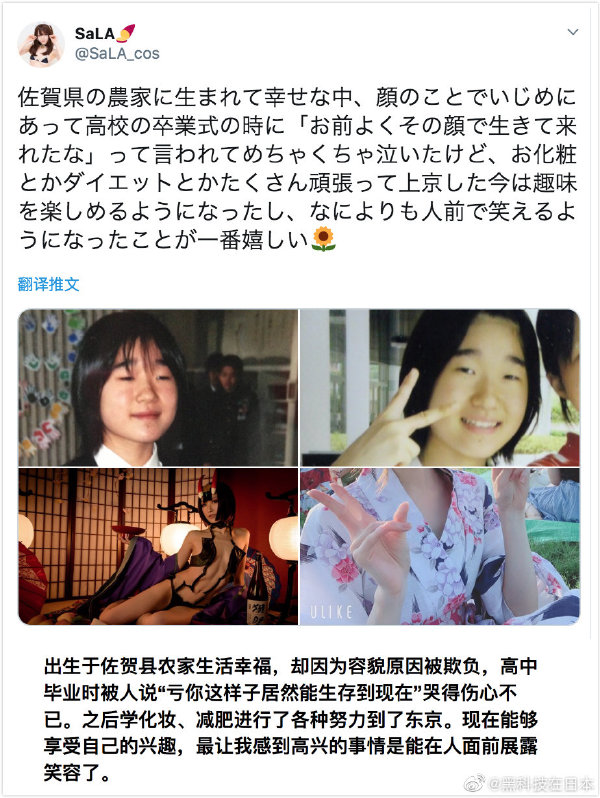 SaLA🍠
@SaLA_cos
佐賀県の農家に生まれて幸せな中、顔のことでいじめに
あって高校の卒業式の時に「お前よくその顔で生きて来
れたな」って言われてめちゃくちゃ泣いたけど、お化粧
とかダイエットとかたくさん頑張って上京した今は趣味
を楽しめるようになったし、なによりも人前で笑えるよ
うになったことが一番嬉しい🌻
翻译推文
ULIKE
出生于佐贺县农家生活幸福，却因为容貌原因被欺负，高中
毕业时被人说“亏你这样子居然能生存到现在”哭得伤心不
已。之后学化妆、减肥进行了各种努力到了东京。现在能够
享受自己的兴趣，最让我感到高兴的事情是能在人面前展露
笑容了。
@黑科技在日本